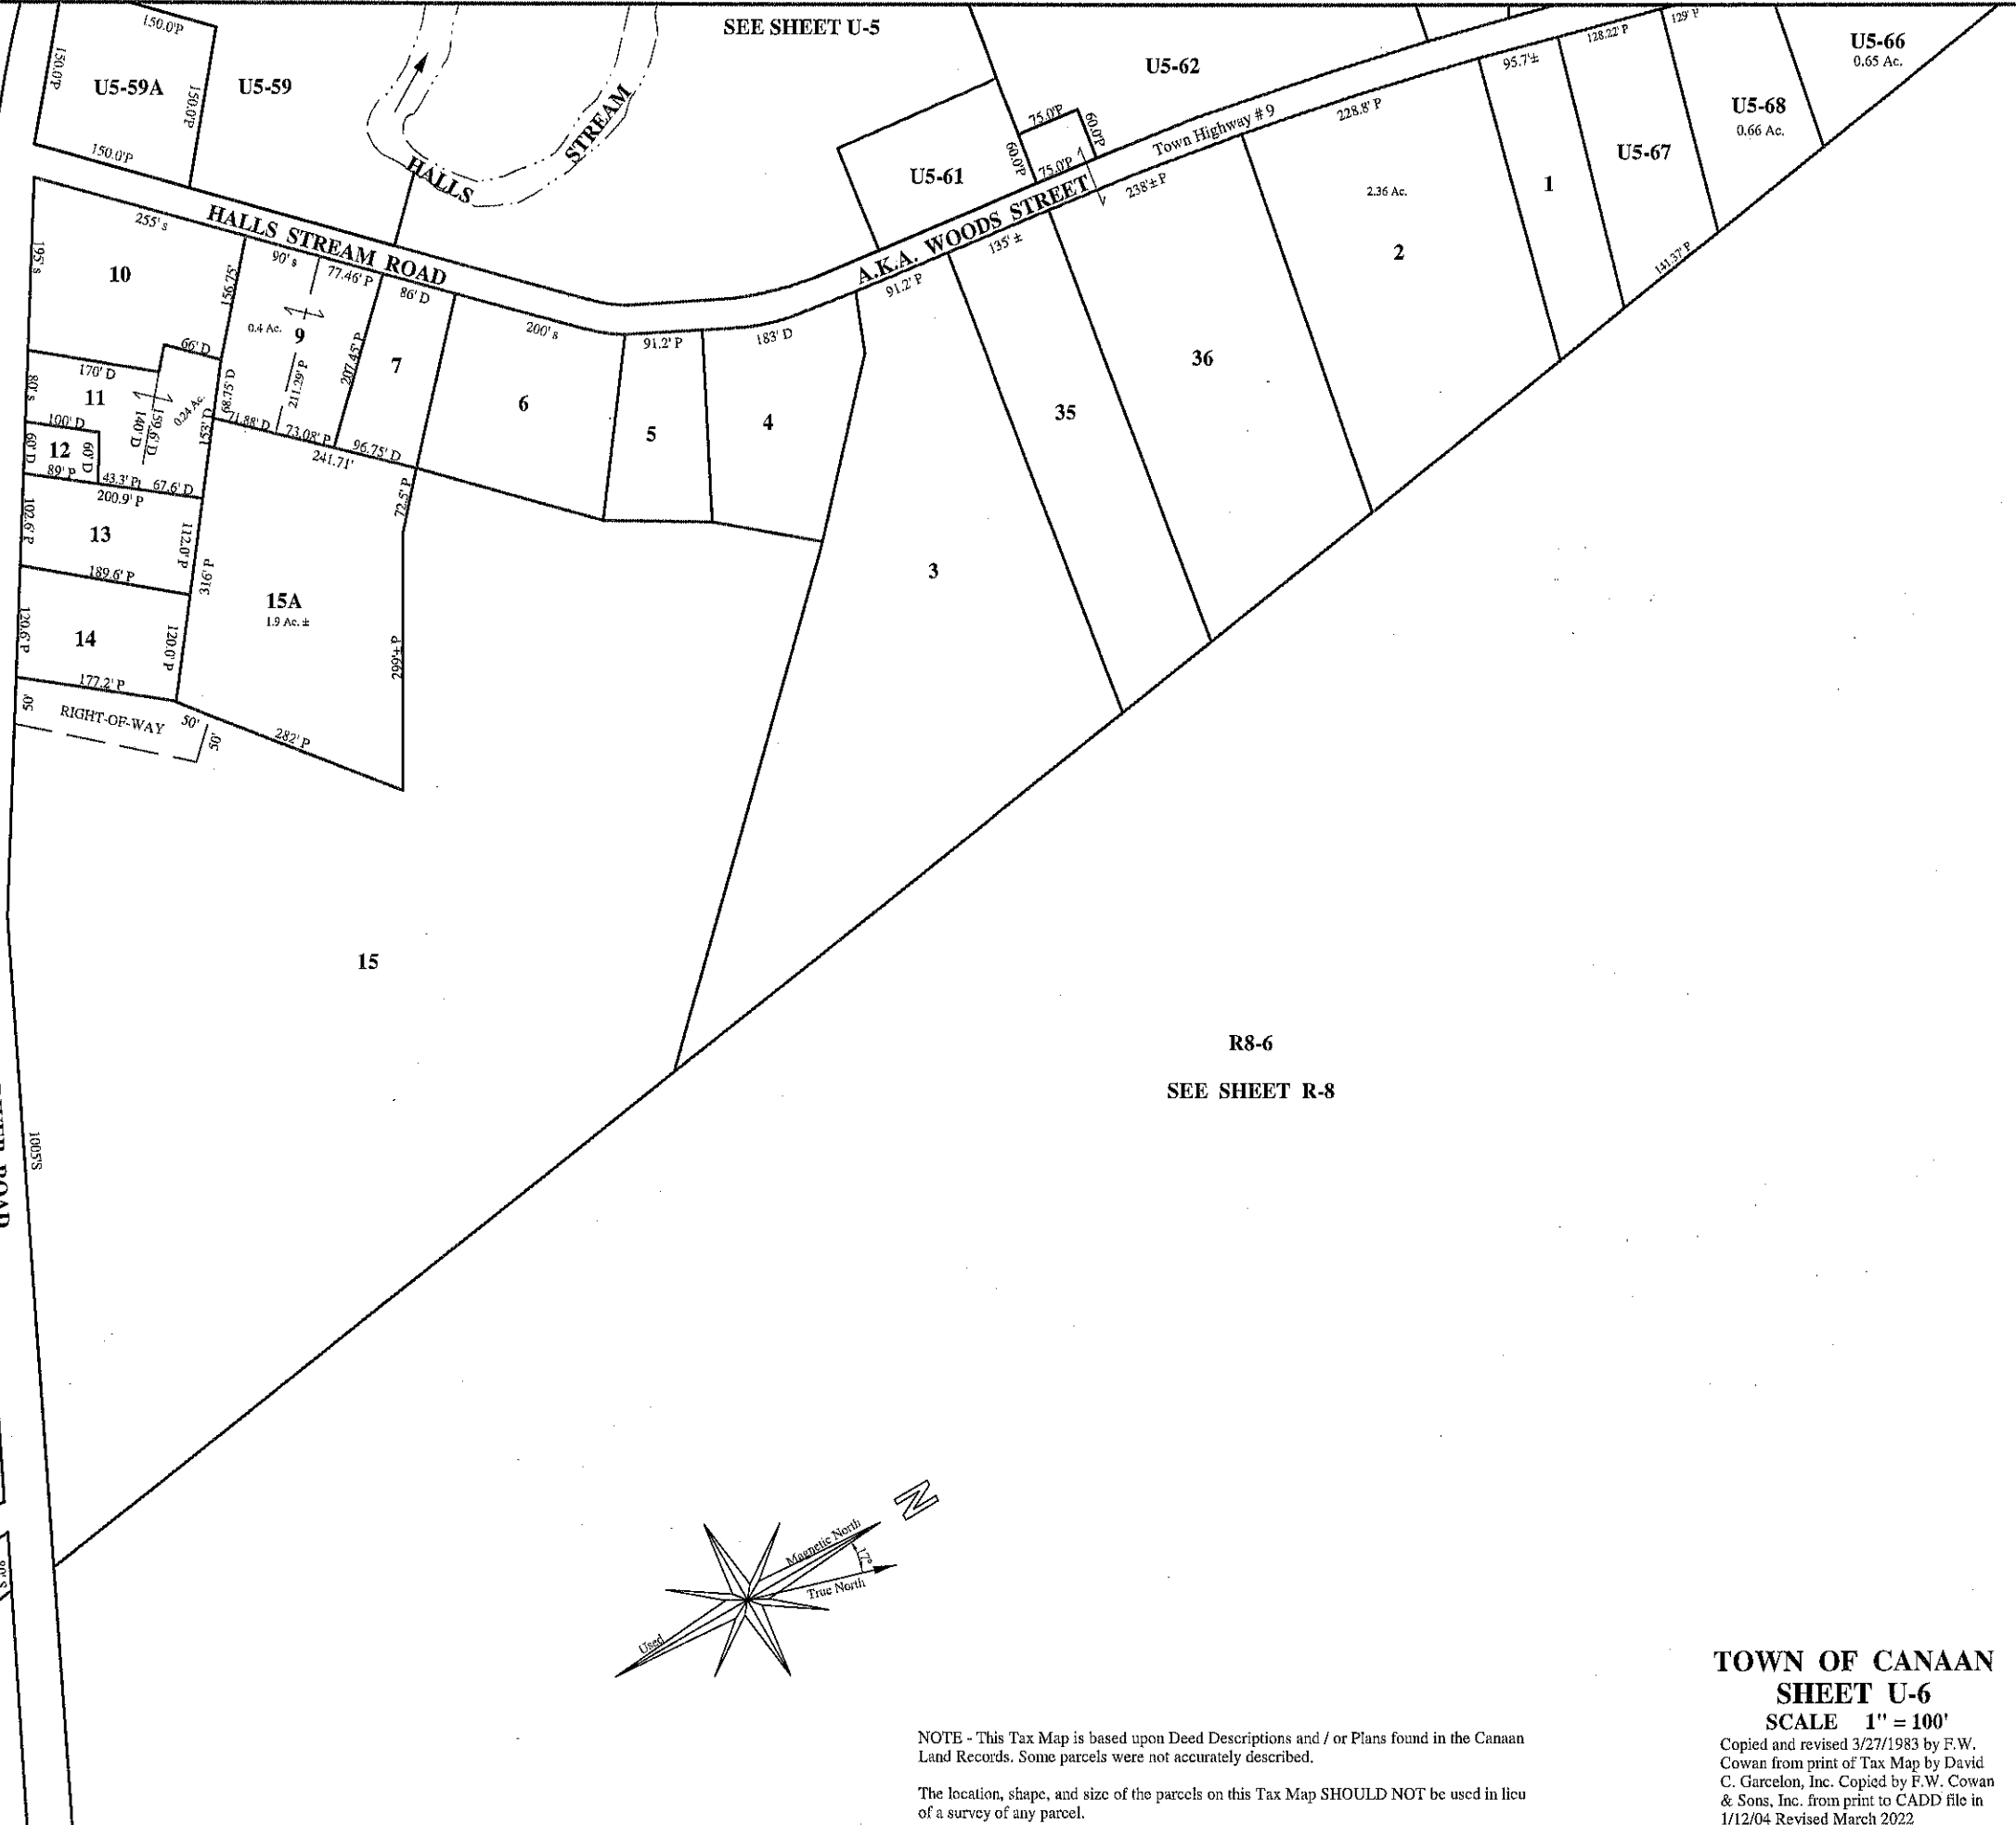 SEE SHEET U-5
150.0'P
150.0'P
U5-59A
150.0'P
U5-59
150.0'P
HALLS
STREAM
U5-62
U5-61
75.0'P
60.0'P
60.0'P
75.0'P
Town Highway # 9
228.8' P
95.7'±
128.22' P
129' P
U5-66
0.65 Ac.
U5-68
0.66 Ac.
U5-67
141.37' P
HALLS STREAM ROAD
A.K.A. WOODS STREET
255' s
195' s
10
156.75'
90' s
77.46' P
86' D
200' s
91.2' P
183' D
91.2' P
135' ±
238'± P
2.36 Ac.
1
2
0.4 Ac.
9
211.29' P
207.45' P
7
6
5
4
35
36
3
66' D
170' D
80' s
11
140' D
159.6' D
0.24 Ac.
68.75' D
153' D
71.88' D
73.08' P
96.75' D
241.71'
100' D
60' D
12
60' D
89' P
43.3' Pt
67.6' D
200.9' P
72.5' P
102.6' P
13
112.0' P
316' P
189.6' P
15A
1.9 Ac. ±
299'± P
120.6' P
14
120.0' P
177.2' P
50'
RIGHT-OF-WAY
50'
50'
282' P
15
1005'S
ROAD
R8-6
SEE SHEET R-8
N
Magnetic North
17°
True North
Used
NOTE - This Tax Map is based upon Deed Descriptions and / or Plans found in the Canaan
Land Records. Some parcels were not accurately described.
The location, shape, and size of the parcels on this Tax Map SHOULD NOT be used in lieu
of a survey of any parcel.
TOWN OF CANAAN
SHEET U-6
SCALE 1" = 100'
Copied and revised 3/27/1983 by F.W.
Cowan from print of Tax Map by David
C. Garcelon, Inc. Copied by F.W. Cowan
& Sons, Inc. from print to CADD file in
1/12/04 Revised March 2022